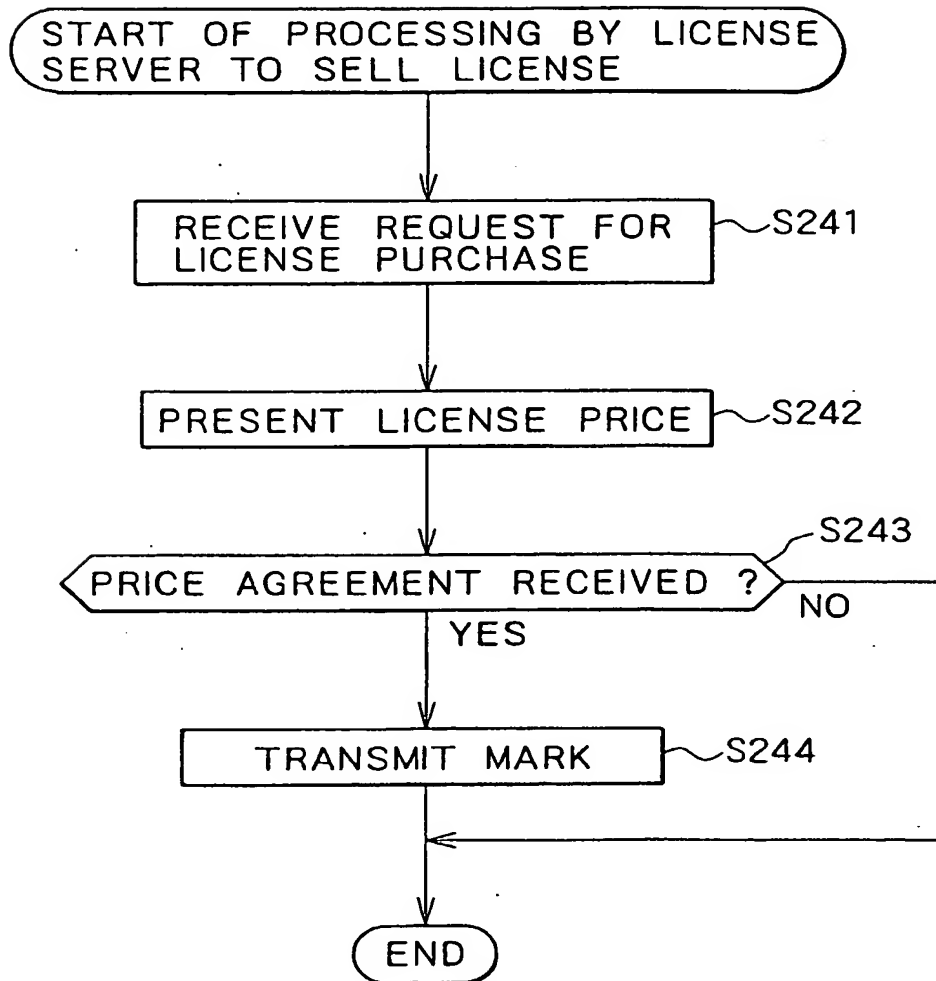 START OF PROCESSING BY LICENSE
SERVER TO SELL LICENSE
RECEIVE REQUEST FOR
LICENSE PURCHASE
S241
PRESENT LICENSE PRICE
S242
S243
PRICE AGREEMENT RECEIVED ?
NO
YES
TRANSMIT MARK
S244
END